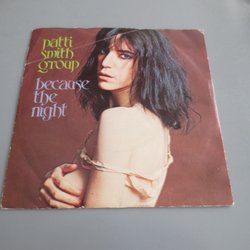 patti
smith
group
because
the
night